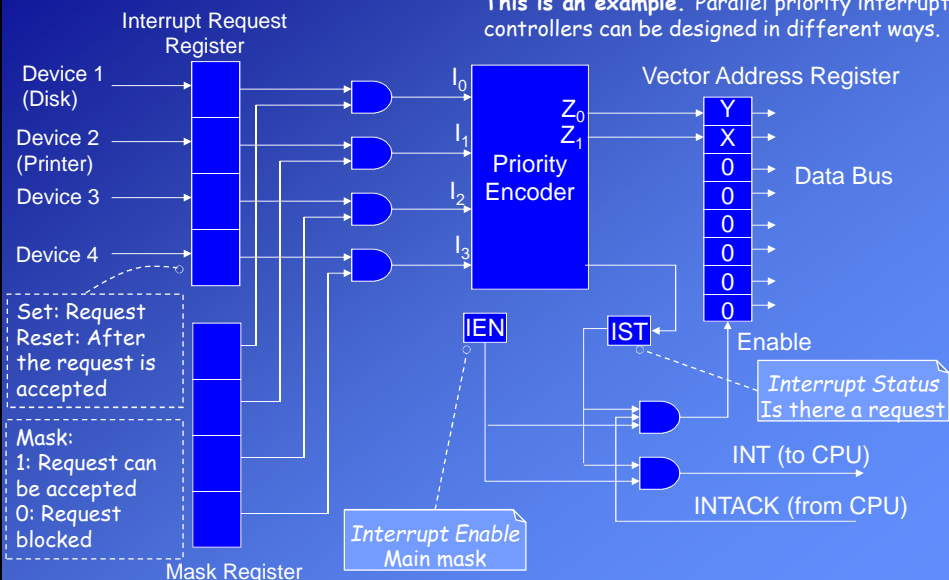 This is an example. Parallel priority interrupt
controllers can be designed in different ways.
Interrupt Request
Register
Device 1
(Disk)
Device 2
(Printer)
Device 3
Device 4
I0
I1
I2
I3
Priority
Encoder
Z0
Z1
Vector Address Register
Y
X
0
0
0
0
0
0
Data Bus
Set: Request
Reset: After
the request is
accepted
IEN
IST
Enable
Interrupt Status
Is there a request
Mask:
1: Request can
be accepted
0: Request
blocked
INT (to CPU)
INTACK (from CPU)
Interrupt Enable
Main mask
Mask Register